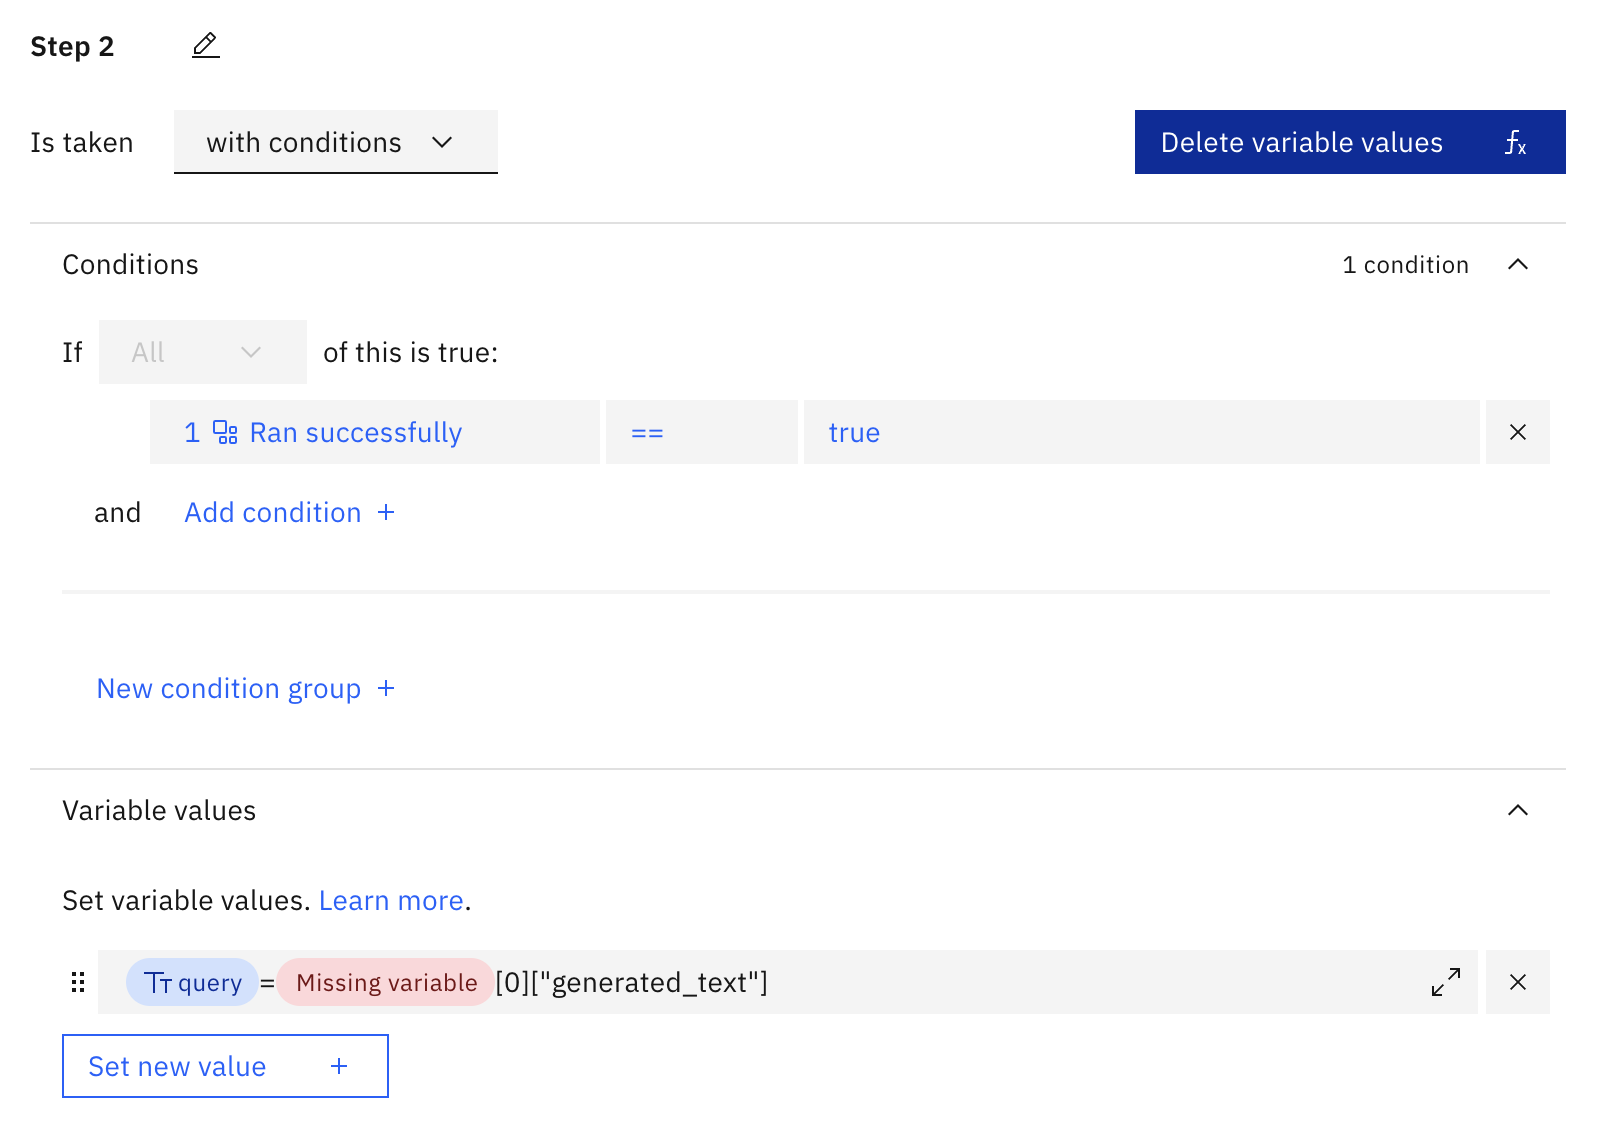 Step 2
Is taken with conditions Delete variable values fx
Conditions 1 condition
If All of this is true:
1 Ran successfully == true
and Add condition +
New condition group +
Variable values
Set variable values. Learn more.
Tт query = Missing variable [0]["generated_text"]
Set new value +